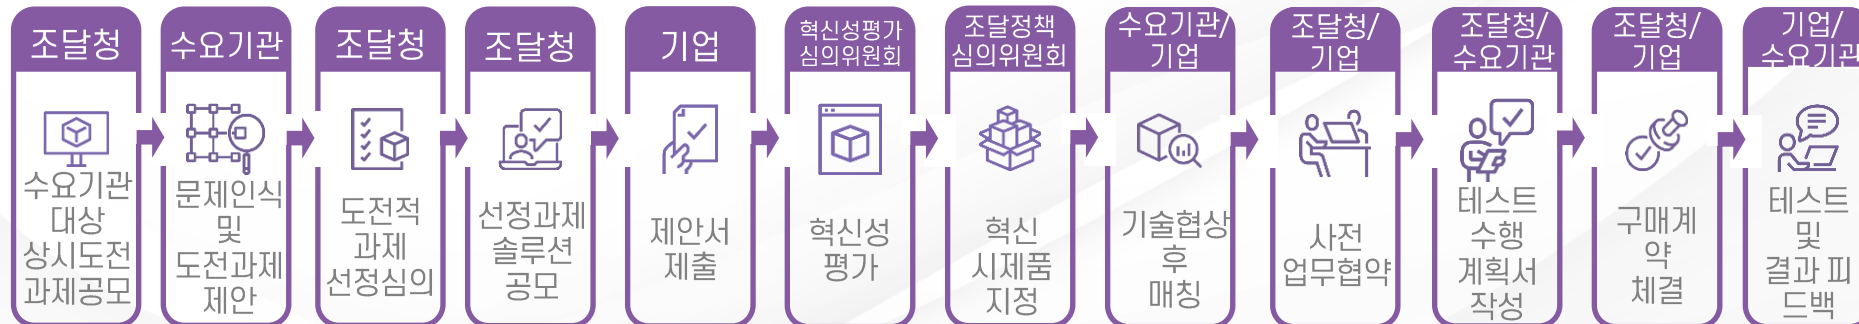 조달청
수요기관
대상
상시도전
과제공모
수요기관
문제인식
및
도전과제
제안
조달청
도전적
과제
선정심의
조달청
선정과제
솔루션
공모
기업
제안서
제출
혁신성평가
심의위원회
혁신성
평가
조달정책
심의위원회
혁신
시제품
지정
수요기관/
기업
기술협상
후
매칭
조달청/
기업
사전
업무협약
조달청/
수요기관
테스트
수행
계획서
작성
조달청/
기업
구매계
약
체결
기업/
수요기관
테스트
및
결과 피
드백